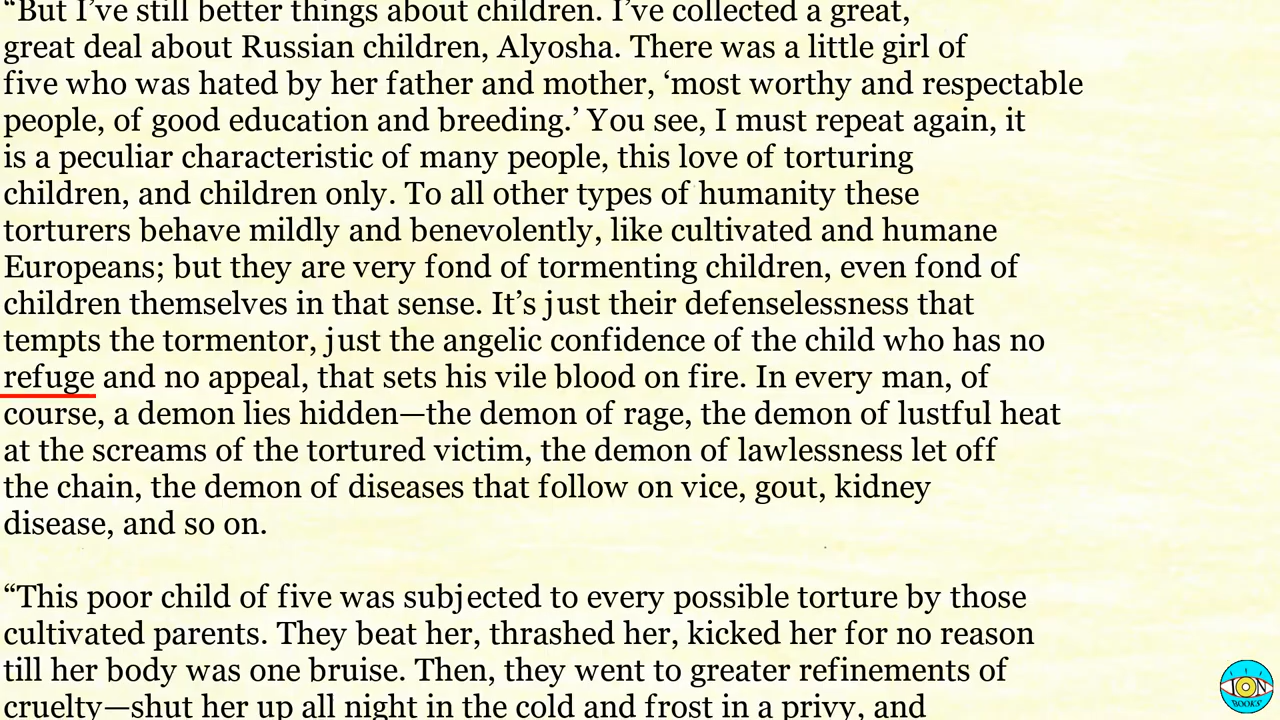 “But I’ve still better things about children. I’ve collected a great,
great deal about Russian children, Alyosha. There was a little girl of
five who was hated by her father and mother, ‘most worthy and respectable
people, of good education and breeding.’ You see, I must repeat again, it
is a peculiar characteristic of many people, this love of torturing
children, and children only. To all other types of humanity these
torturers behave mildly and benevolently, like cultivated and humane
Europeans; but they are very fond of tormenting children, even fond of
children themselves in that sense. It’s just their defenselessness that
tempts the tormentor, just the angelic confidence of the child who has no
refuge and no appeal, that sets his vile blood on fire. In every man, of
course, a demon lies hidden—the demon of rage, the demon of lustful heat
at the screams of the tortured victim, the demon of lawlessness let off
the chain, the demon of diseases that follow on vice, gout, kidney
disease, and so on.
“This poor child of five was subjected to every possible torture by those
cultivated parents. They beat her, thrashed her, kicked her for no reason
till her body was one bruise. Then, they went to greater refinements of
cruelty—shut her up all night in the cold and frost in a privy, and
ION
BOOKS